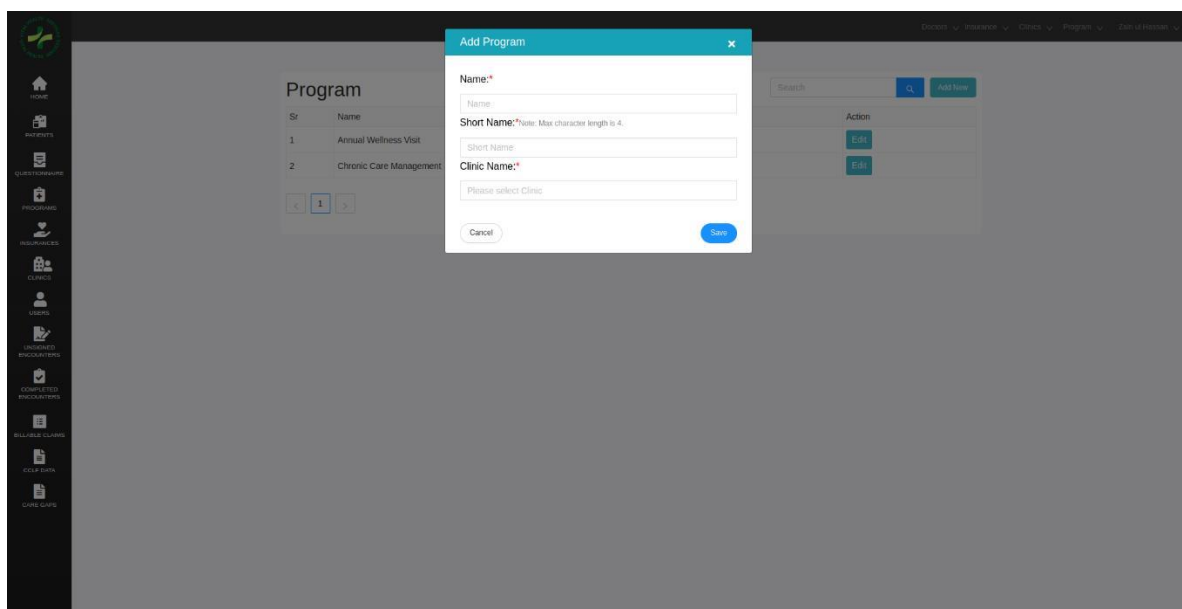 Doctors Insurance Clinics Program
HOME
PATIENTS
QUESTIONNAIRE
PROGRAMS
INSURANCES
CLINICS
USERS
UNSIGNED
ENCOUNTERS
COMPLETED
ENCOUNTERS
BILLABLE CLAIMS
CCLF DATA
CARE GAPS
Program
Search
Add New
Sr Name Action
1 Annual Wellness Visit Edit
2 Chronic Care Management Edit
1
Add Program
Name:*
Name
Short Name:*Note: Max character length is 4.
Short Name
Clinic Name:*
Please select Clinic
Cancel Save